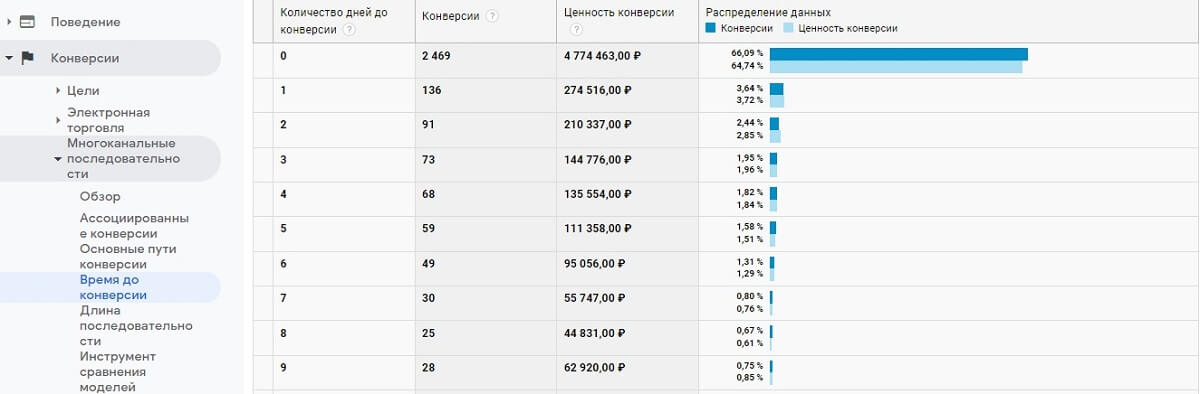 Поведение
Конверсии
Цели
Электронная
торговля
Многоканальные
последовательно
сти
Обзор
Ассоциированны
е конверсии
Основные пути
конверсии
Время до
конверсии
Длина
последовательно
сти
Инструмент
сравнения
моделей
Количество дней до
конверсии ?
Конверсии ?
Ценность конверсии
?
Распределение данных
Конверсии Ценность конверсии
0 2 469 4 774 463,00 ₽ 66,09 %
64,74 %
1 136 274 516,00 ₽ 3,64 %
3,72 %
2 91 210 337,00 ₽ 2,44 %
2,85 %
3 73 144 776,00 ₽ 1,95 %
1,96 %
4 68 135 554,00 ₽ 1,82 %
1,84 %
5 59 111 358,00 ₽ 1,58 %
1,51 %
6 49 95 056,00 ₽ 1,31 %
1,29 %
7 30 55 747,00 ₽ 0,80 %
0,76 %
8 25 44 831,00 ₽ 0,67 %
0,61 %
9 28 62 920,00 ₽ 0,75 %
0,85 %